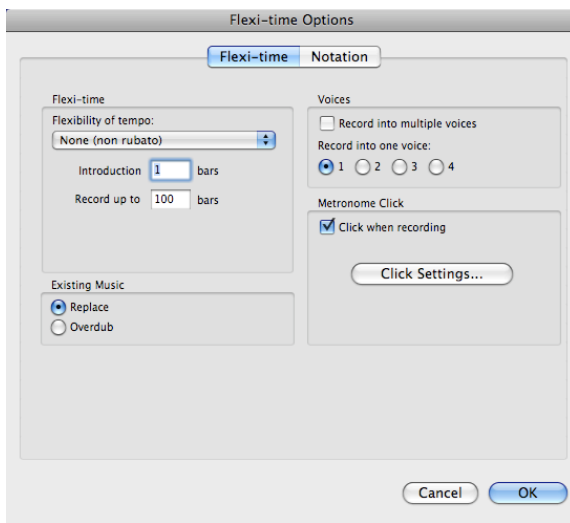 Flexi-time Options
Flexi-time Notation
Flexi-time
Flexibility of tempo:
None (non rubato)
Introduction 1 bars
Record up to 100 bars
Existing Music
Replace
Overdub
Voices
Record into multiple voices
Record into one voice:
1 2 3 4
Metronome Click
Click when recording
Click Settings...
Cancel OK